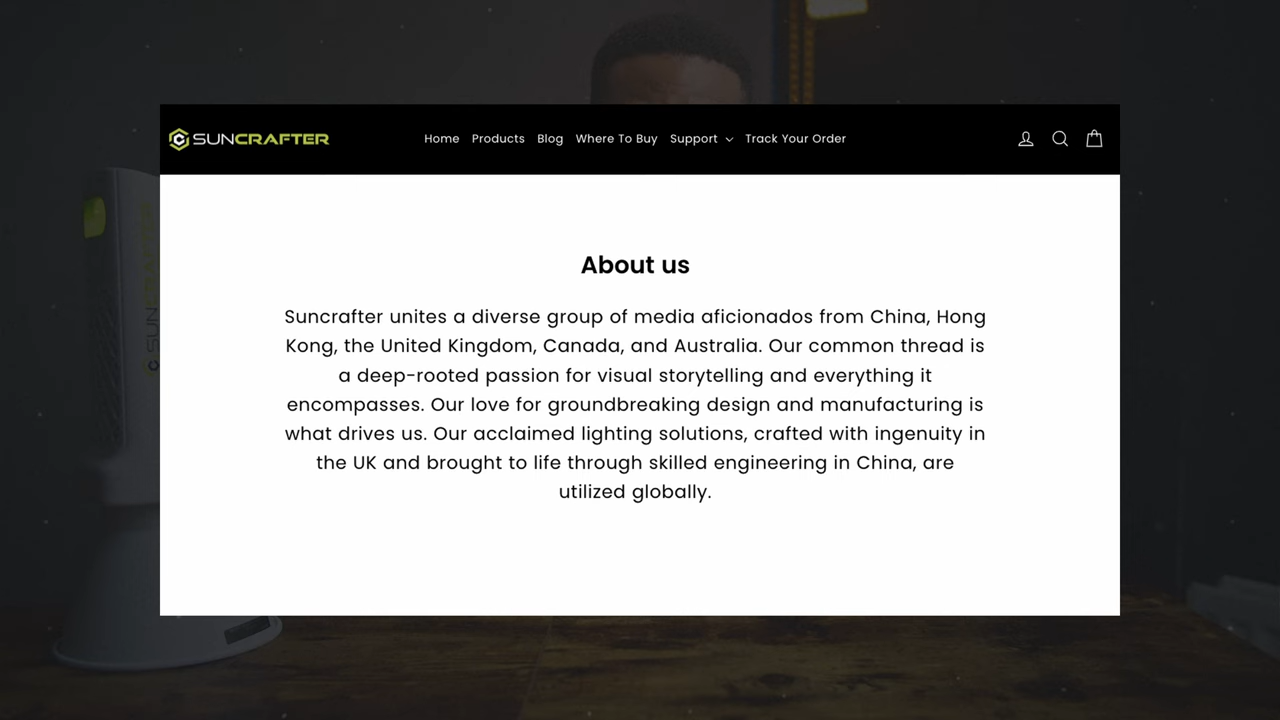 SUNCRAFTER
Home Products Blog Where To Buy Support Track Your Order
About us
Suncrafter unites a diverse group of media aficionados from China, Hong
Kong, the United Kingdom, Canada, and Australia. Our common thread is
a deep-rooted passion for visual storytelling and everything it
encompasses. Our love for groundbreaking design and manufacturing is
what drives us. Our acclaimed lighting solutions, crafted with ingenuity in
the UK and brought to life through skilled engineering in China, are
utilized globally.
SUNCRAFTER